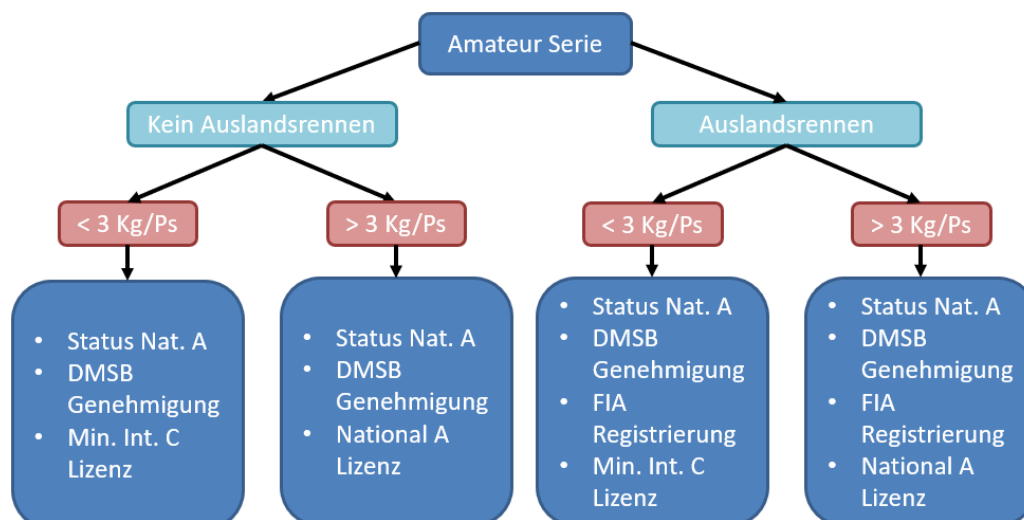 Amateur Serie
Kein Auslandsrennen
Auslandsrennen
< 3 Kg/Ps
> 3 Kg/Ps
< 3 Kg/Ps
> 3 Kg/Ps
• Status Nat. A
• DMSB
Genehmigung
• Min. Int. C
Lizenz
• Status Nat. A
• DMSB
Genehmigung
• National A
Lizenz
• Status Nat. A
• DMSB
Genehmigung
• FIA
Registrierung
• Min. Int. C
Lizenz
• Status Nat. A
• DMSB
Genehmigung
• FIA
Registrierung
• National A
Lizenz